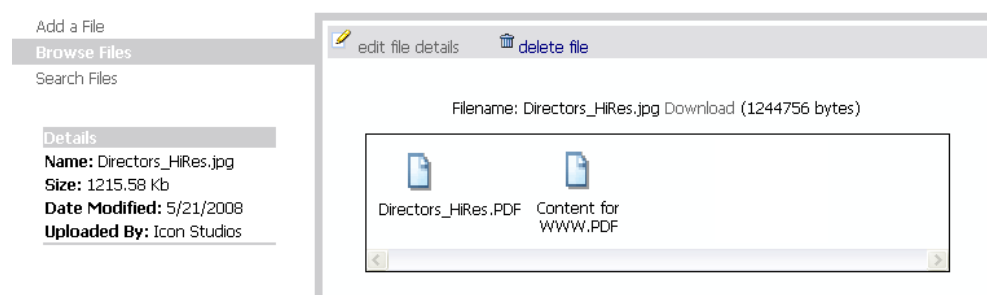 Add a File
Browse Files
Search Files
Details
Name: Directors_HiRes.jpg
Size: 1215.58 Kb
Date Modified: 5/21/2008
Uploaded By: Icon Studios
edit file details delete file
Filename: Directors_HiRes.jpg Download (1244756 bytes)
Directors_HiRes.PDF Content for
WWW.PDF